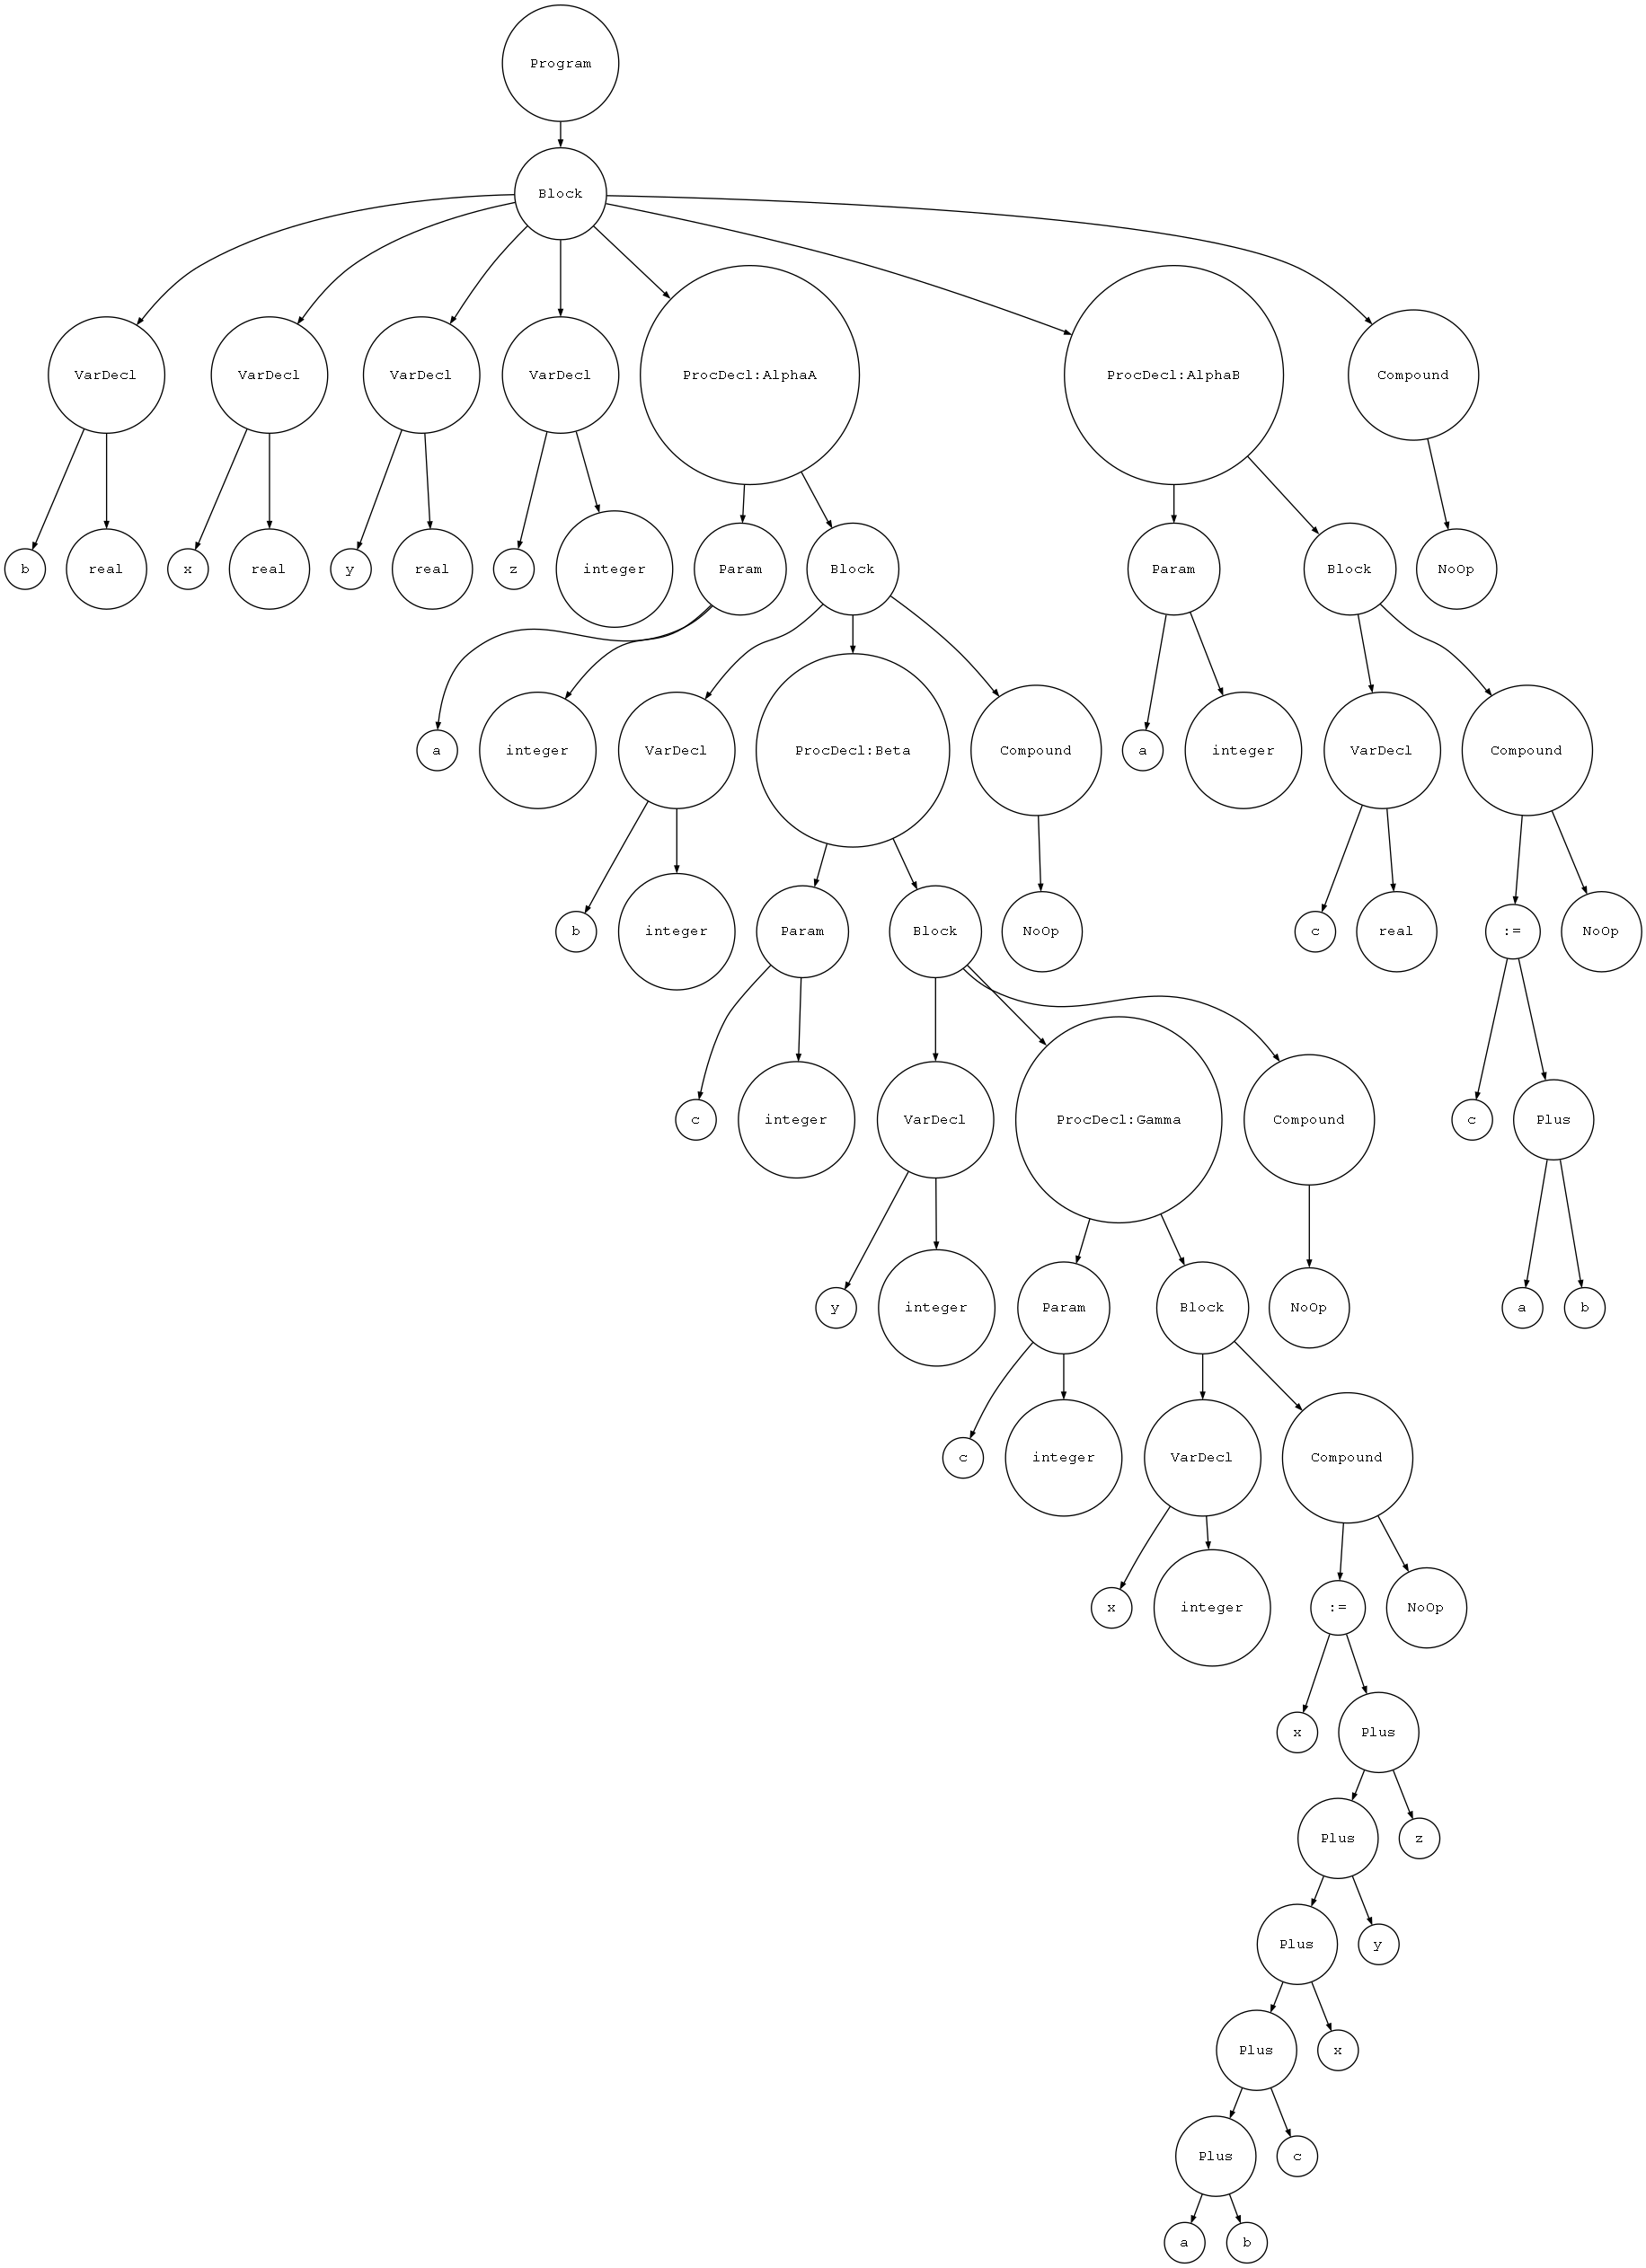 Program
Block
VarDecl
VarDecl
VarDecl
VarDecl
ProcDecl:AlphaA
ProcDecl:AlphaB
Compound
b
real
x
real
y
real
z
integer
Param
Block
Param
Block
NoOp
a
integer
VarDecl
ProcDecl:Beta
Compound
a
integer
VarDecl
Compound
b
integer
Param
Block
NoOp
c
real
:=
NoOp
c
integer
VarDecl
ProcDecl:Gamma
Compound
c
Plus
y
integer
Param
Block
NoOp
a
b
c
integer
VarDecl
Compound
x
integer
:=
NoOp
x
Plus
Plus
z
Plus
y
Plus
x
Plus
c
a
b